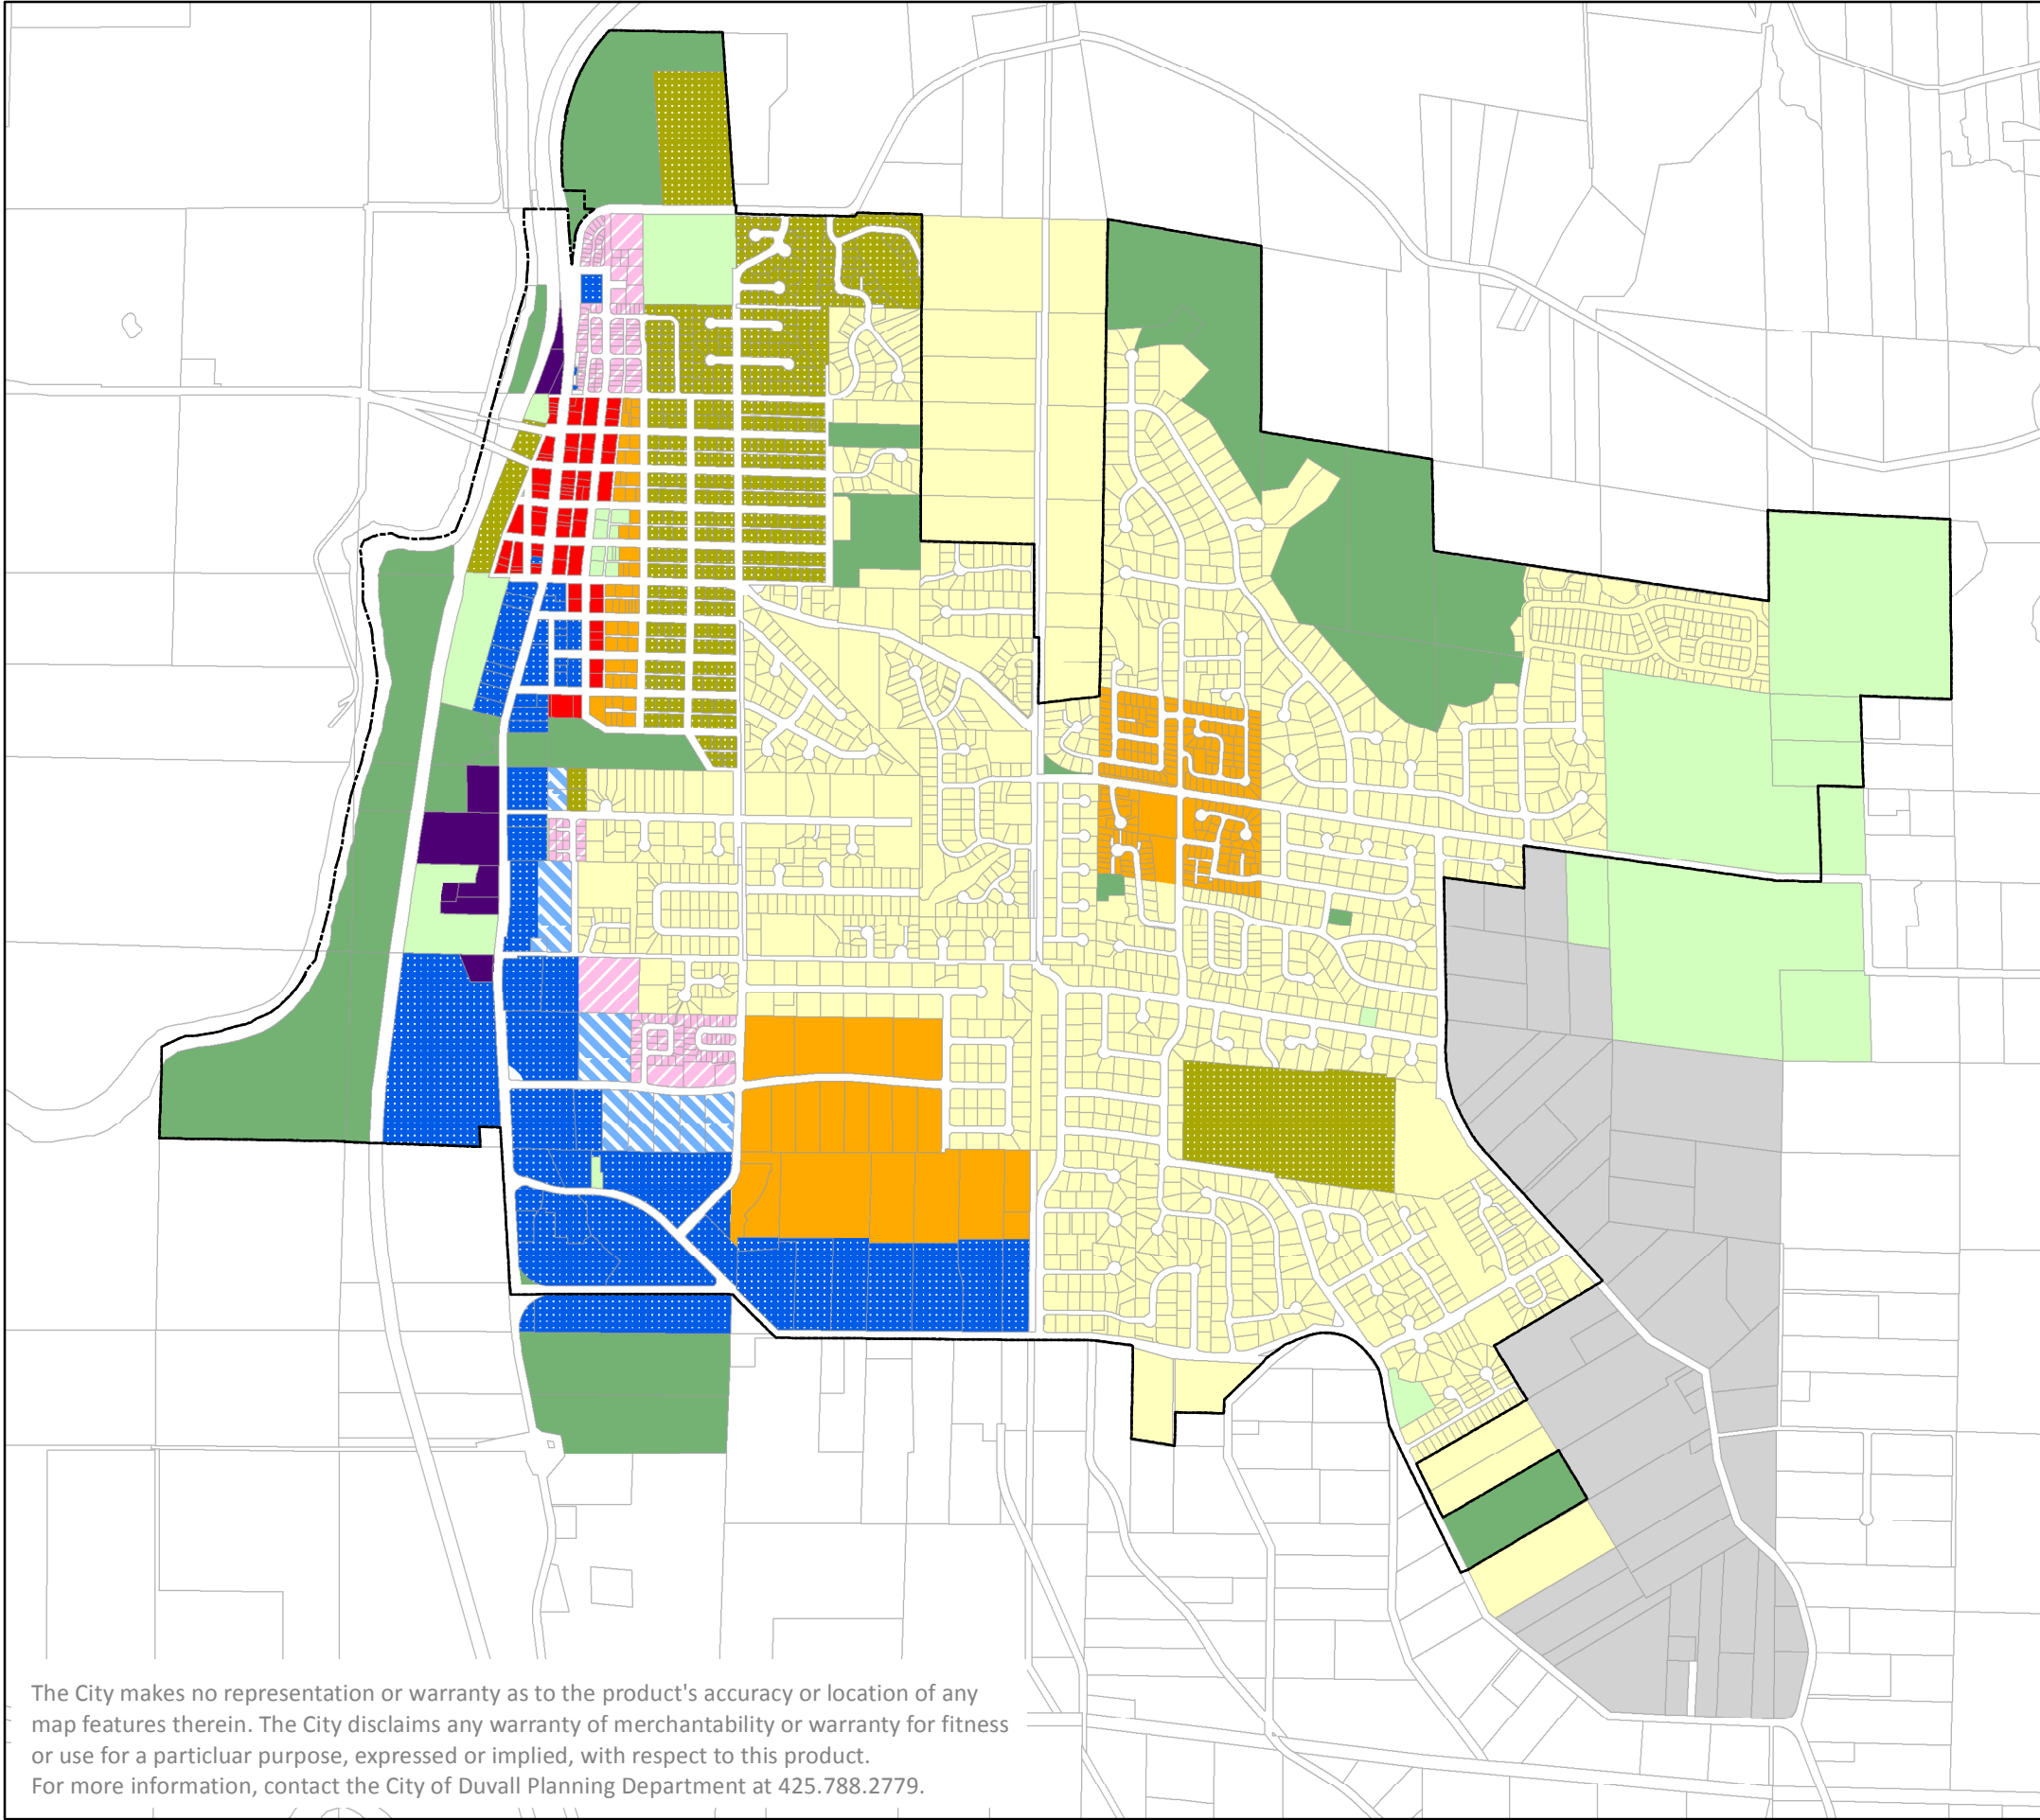 The City makes no representation or warranty as to the product's accuracy or location of any
map features therein. The City disclaims any warranty of merchantability or warranty for fitness
or use for a particluar purpose, expressed or implied, with respect to this product.
For more information, contact the City of Duvall Planning Department at 425.788.2779.